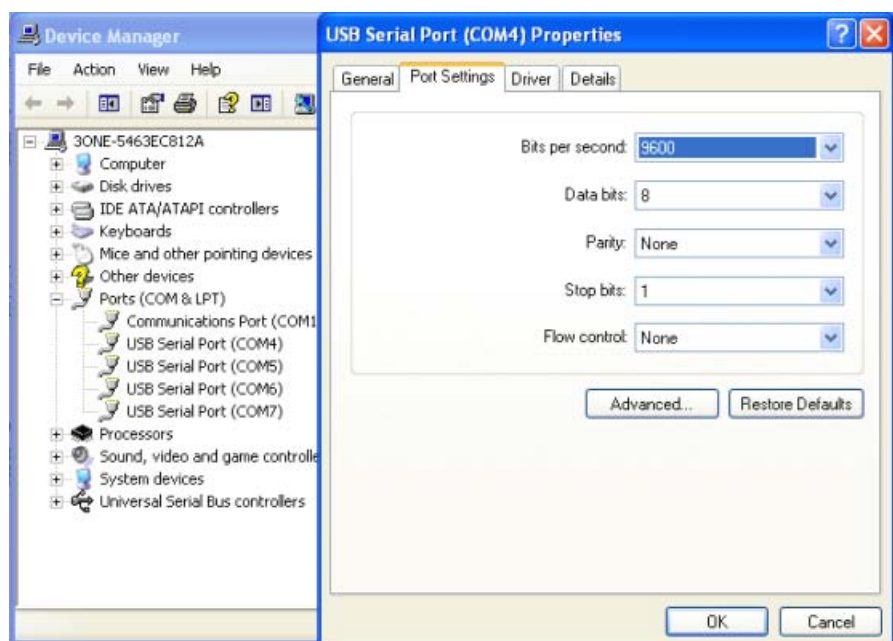 Device Manager
File Action View Help
3ONE-5463EC812A
Computer
Disk drives
IDE ATA/ATAPI controllers
Keyboards
Mice and other pointing devices
Other devices
Ports (COM & LPT)
Communications Port (COM1
USB Serial Port (COM4)
USB Serial Port (COM5)
USB Serial Port (COM6)
USB Serial Port (COM7)
Processors
Sound, video and game controlle
System devices
Universal Serial Bus controllers
USB Serial Port (COM4) Properties
General Port Settings Driver Details
Bits per second: 9600
Data bits: 8
Parity: None
Stop bits: 1
Flow control: None
Advanced... Restore Defaults
OK Cancel